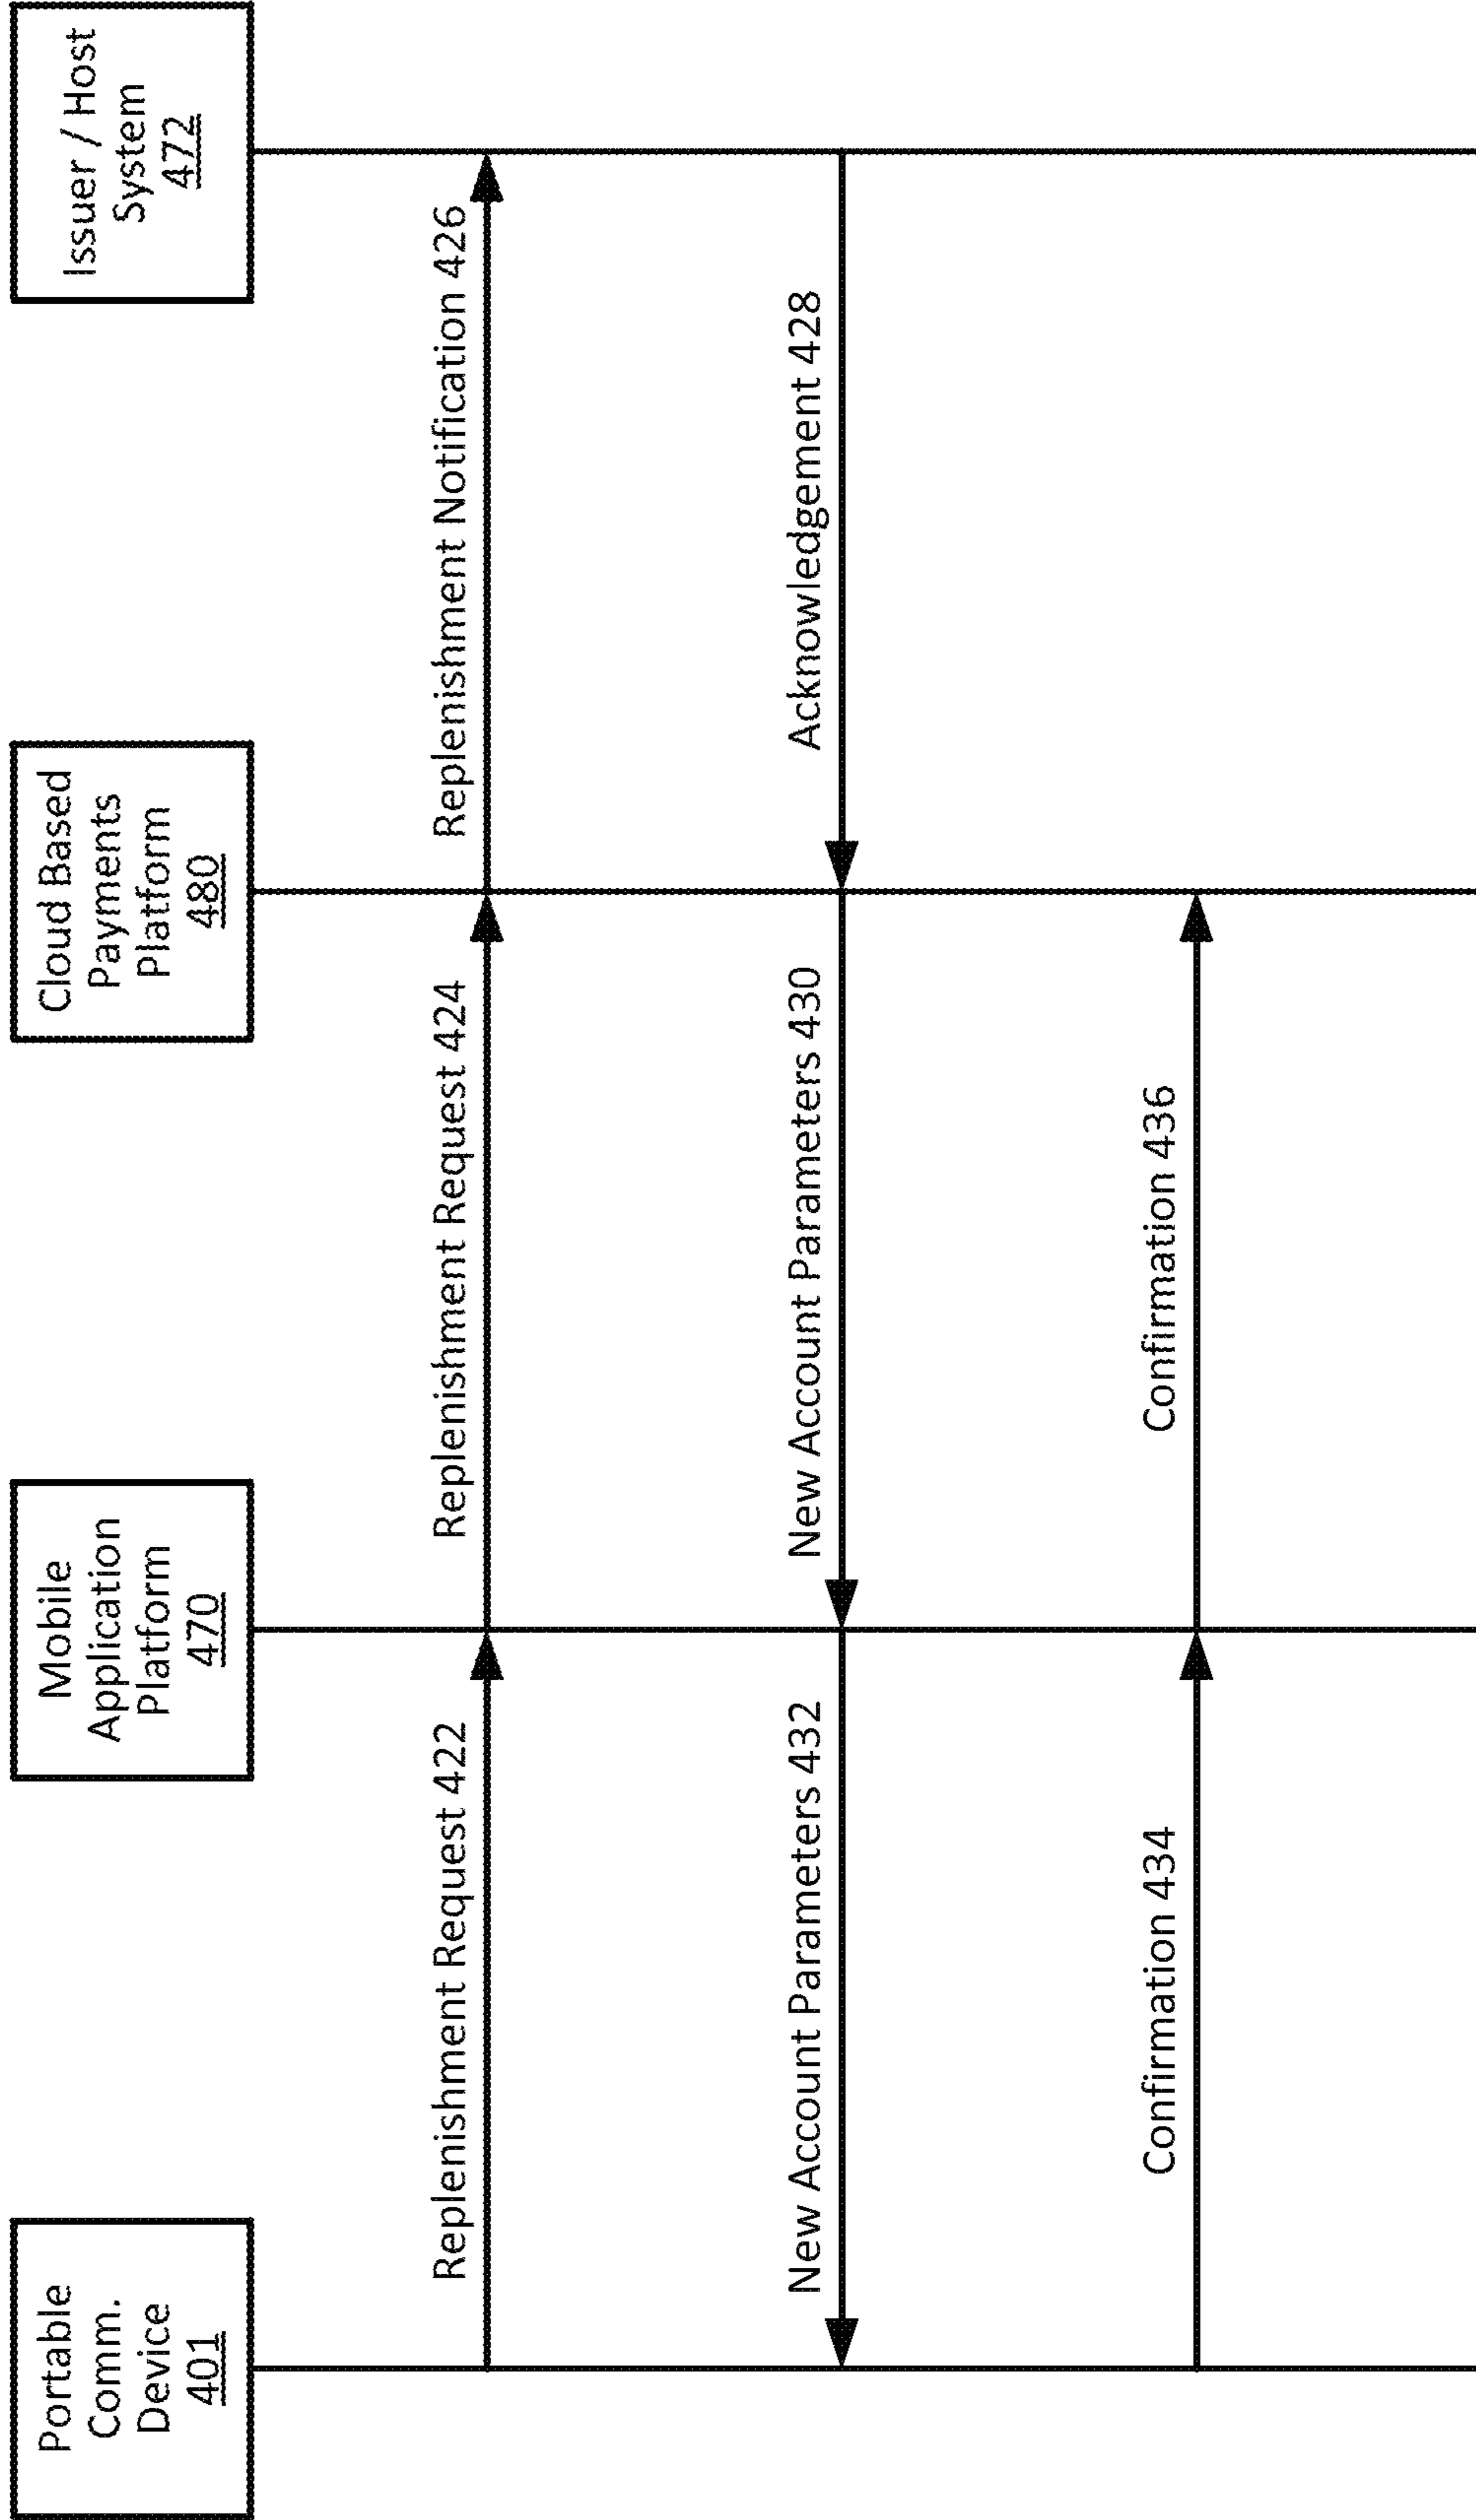 Portable
Comm.
Device
401
Mobile
Application
Platform
470
Cloud Based
Payments
Platform
480
Issuer / Host
System
472
Replenishment Request 422
Replenishment Request 424
Replenishment Notification 426
New Account Parameters 432
New Account Parameters 430
Acknowledgement 428
Confirmation 434
Confirmation 436